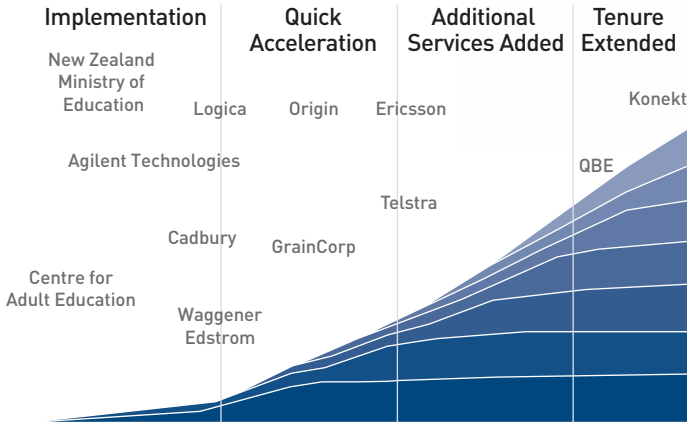 Implementation
Quick
Acceleration
Additional
Services Added
Tenure
Extended
New Zealand
Ministry of
Education
Logica
Origin
Ericsson
Konekt
Agilent Technologies
QBE
Telstra
Cadbury
GrainCorp
Centre for
Adult Education
Waggener
Edstrom